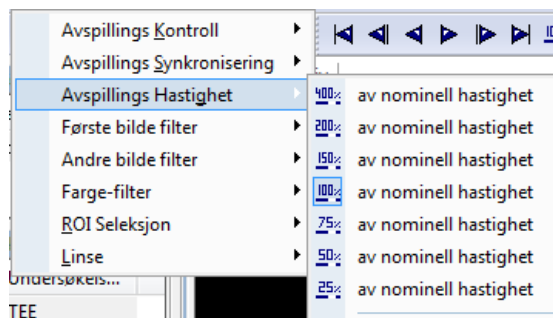 Avspillings Kontroll
Avspillings Synkronisering
Avspillings Hastighet
Første bilde filter
Andre bilde filter
Farge-filter
ROI Seleksjon
Linse
400% av nominell hastighet
200% av nominell hastighet
150% av nominell hastighet
100% av nominell hastighet
75% av nominell hastighet
50% av nominell hastighet
25% av nominell hastighet
Undersøkels...
TEE